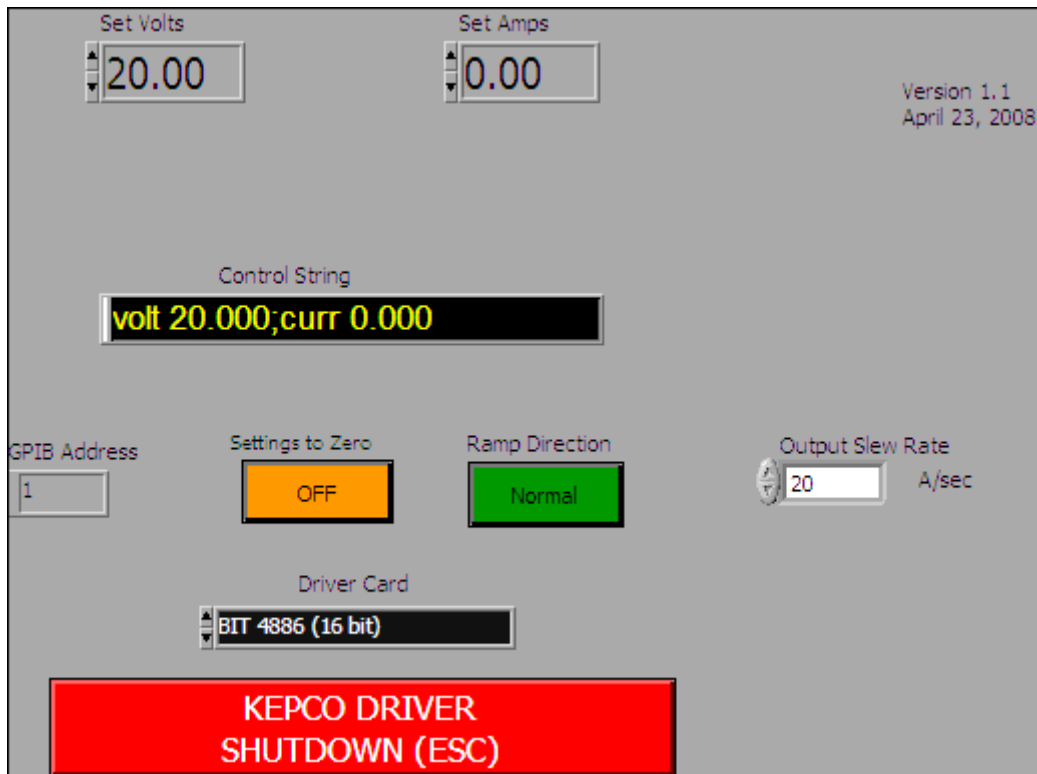 Set Volts
Set Amps
20.00
0.00
Version 1.1
April 23, 2008
Control String
volt 20.000;curr 0.000
GPIB Address
Settings to Zero
Ramp Direction
Output Slew Rate
1
OFF
Normal
20
A/sec
Driver Card
BIT 4886 (16 bit)
KEPCO DRIVER
SHUTDOWN (ESC)